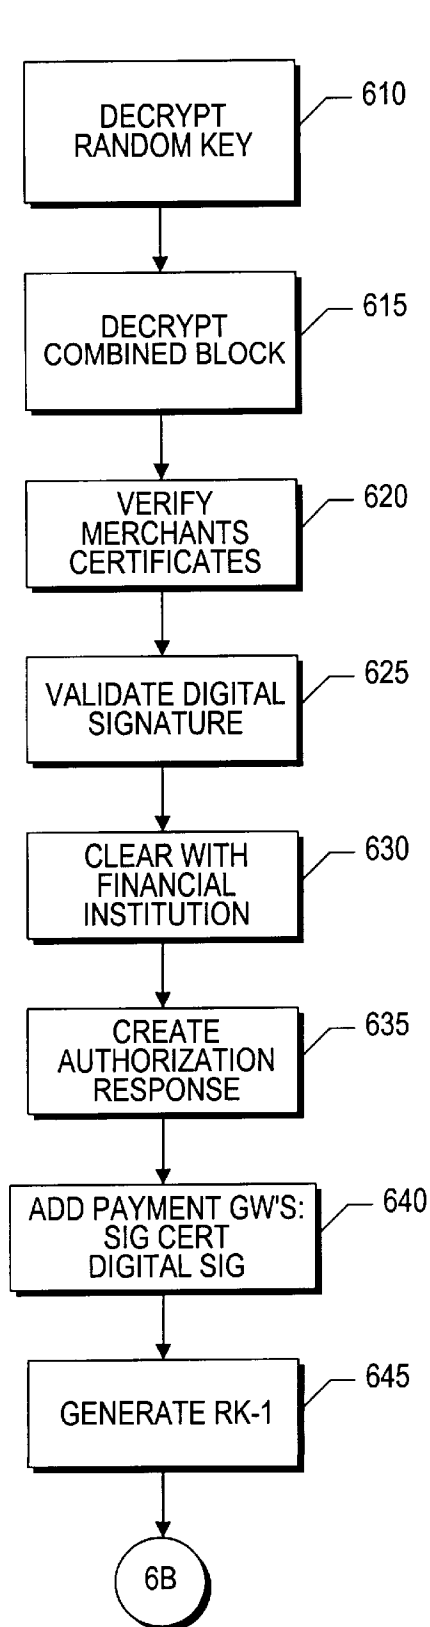 DECRYPT
RANDOM KEY
610
DECRYPT
COMBINED BLOCK
615
VERIFY
MERCHANTS
CERTIFICATES
620
VALIDATE DIGITAL
SIGNATURE
625
CLEAR WITH
FINANCIAL
INSTITUTION
630
CREATE
AUTHORIZATION
RESPONSE
635
ADD PAYMENT GW'S:
SIG CERT
DIGITAL SIG
640
GENERATE RK-1
645
6B